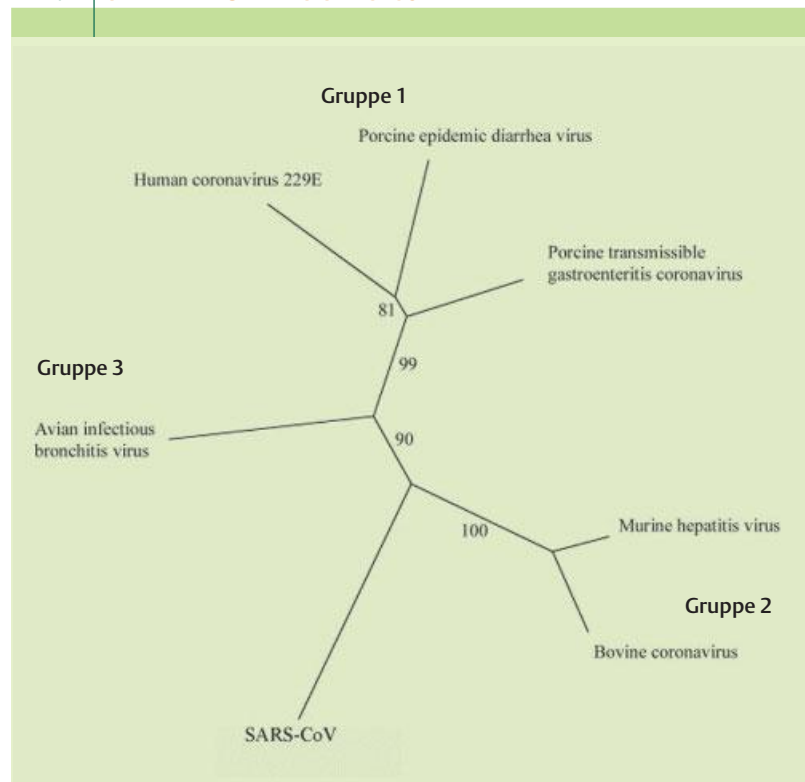 Gruppe 1
Porcine epidemic diarrhea virus
Human coronavirus 229E
Porcine transmissible
gastroenteritis coronavirus
81
99
Gruppe 3
Avian infectious
bronchitis virus
90
100
Murine hepatitis virus
Gruppe 2
Bovine coronavirus
SARS-CoV